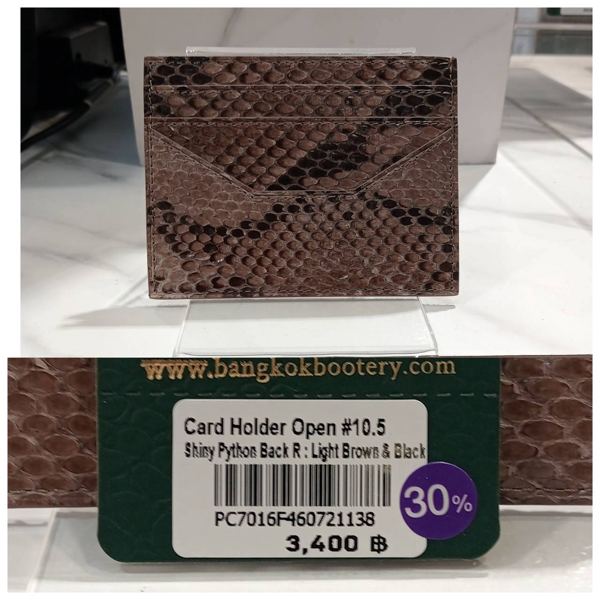 www.bangkokbootery.com
Card Holder Open #10.5
Shiny Python Back R : Light Brown & Black
PC7016F460721138
3,400 ฿
30%